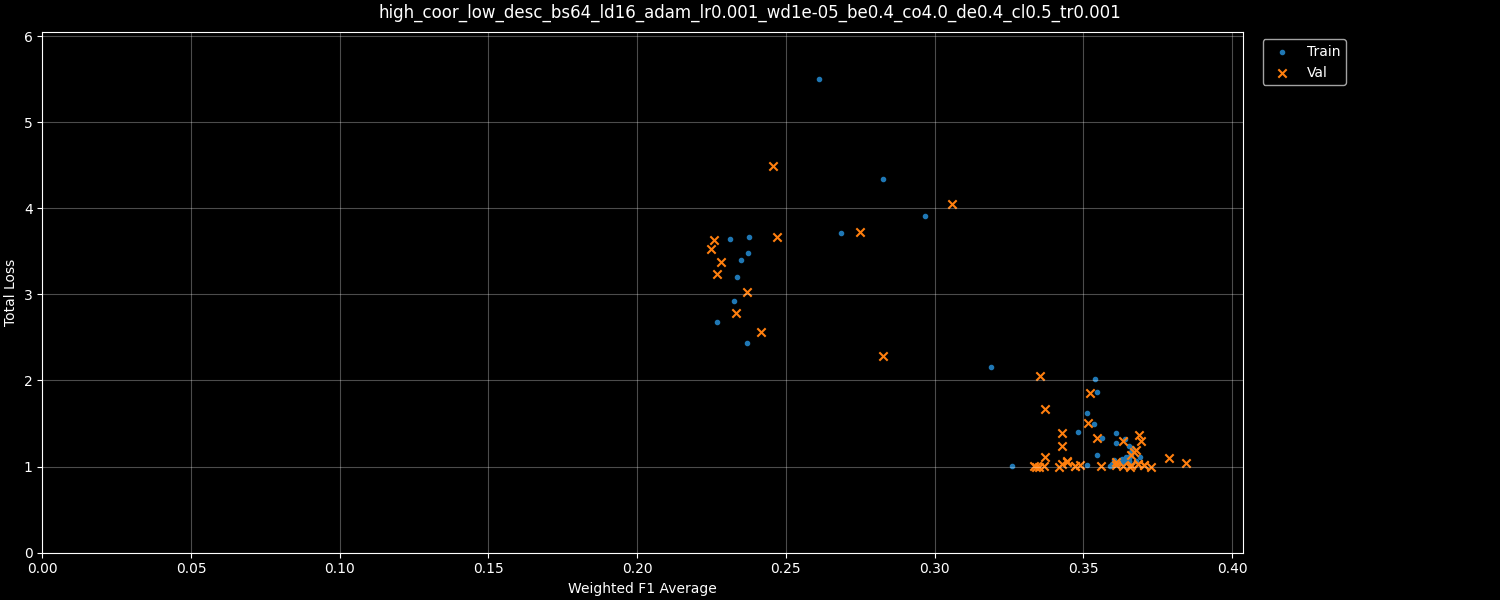 high_coor_low_desc_bs64_ld16_adam_lr0.001_wd1e-05_be0.4_co4.0_de0.4_cl0.5_tr0.001
Train
Val
6
5
4
3
2
1
0
Total Loss
0.00 0.05 0.10 0.15 0.20 0.25 0.30 0.35 0.40
Weighted F1 Average